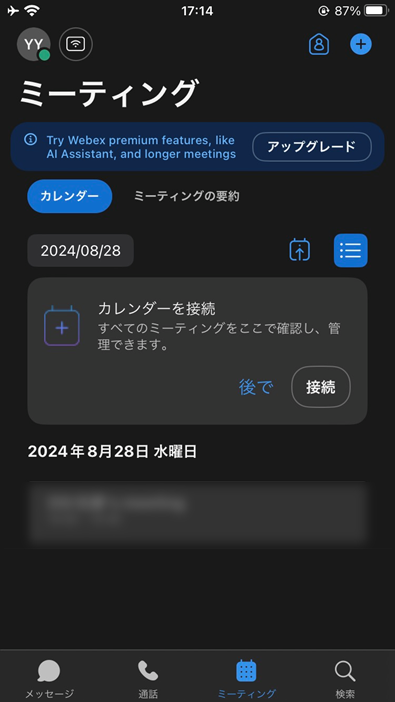 17:14
87%
YY
ミーティング
Try Webex premium features, like
AI Assistant, and longer meetings
アップグレード
カレンダー
ミーティングの要約
2024/08/28
カレンダーを接続
すべてのミーティングをここで確認し、管
理できます。
後で
接続
2024年8月28日 水曜日
メッセージ
通話
ミーティング
検索